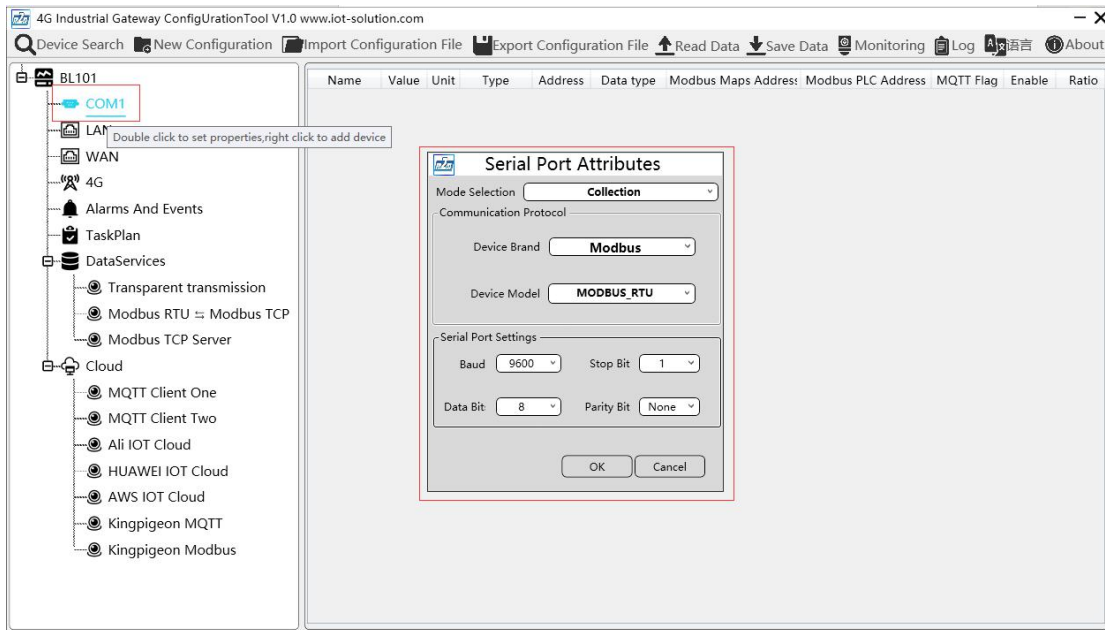 4G Industrial Gateway ConfigUrationTool V1.0 www.iot-solution.com
Device Search New Configuration Import Configuration File Export Configuration File Read Data Save Data Monitoring Log 语言 About
BL101
COM1
LAN
WAN
4G
Alarms And Events
TaskPlan
DataServices
Transparent transmission
Modbus RTU ⇆ Modbus TCP
Modbus TCP Server
Cloud
MQTT Client One
MQTT Client Two
Ali IOT Cloud
HUAWEI IOT Cloud
AWS IOT Cloud
Kingpigeon MQTT
Kingpigeon Modbus
Double click to set properties,right click to add device
Name Value Unit Type Address Data type Modbus Maps Address Modbus PLC Address MQTT Flag Enable Ratio
Serial Port Attributes
Mode Selection Collection
Communication Protocol
Device Brand Modbus
Device Model MODBUS_RTU
Serial Port Settings
Baud 9600 Stop Bit 1
Data Bit 8 Parity Bit None
OK Cancel